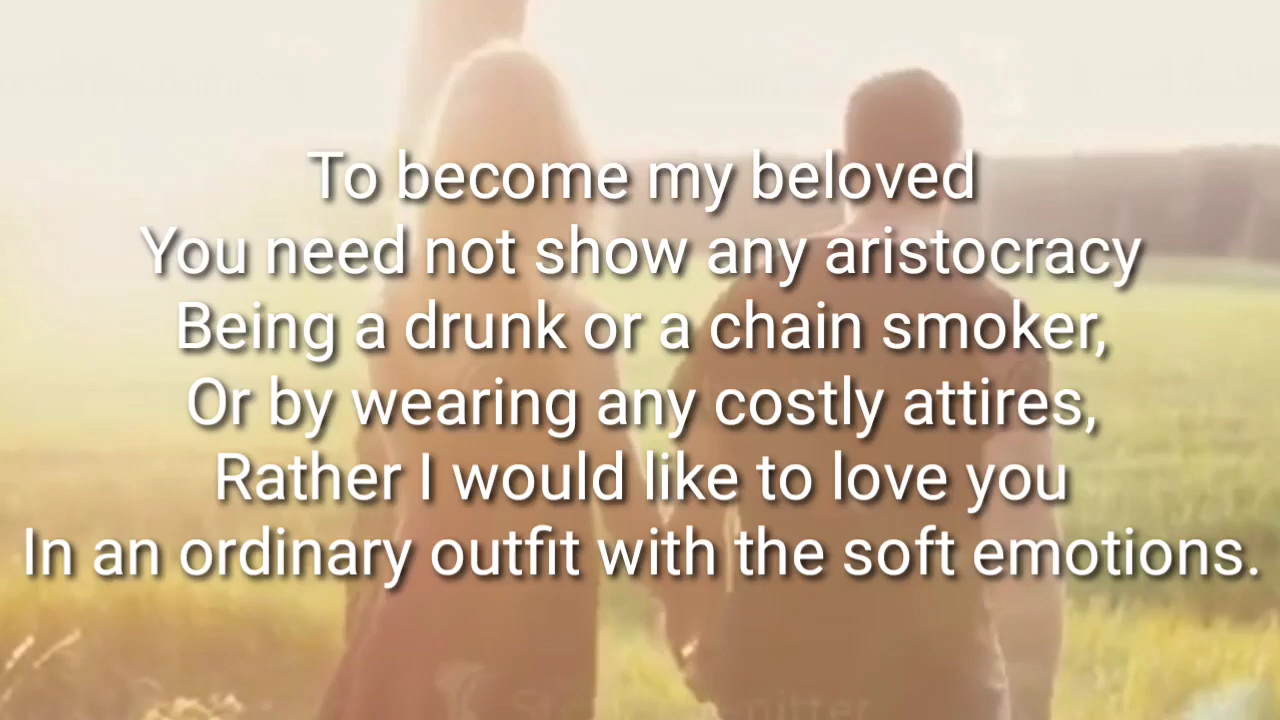 To become my beloved
You need not show any aristocracy
Being a drunk or a chain smoker,
Or by wearing any costly attires,
Rather I would like to love you
In an ordinary outfit with the soft emotions.